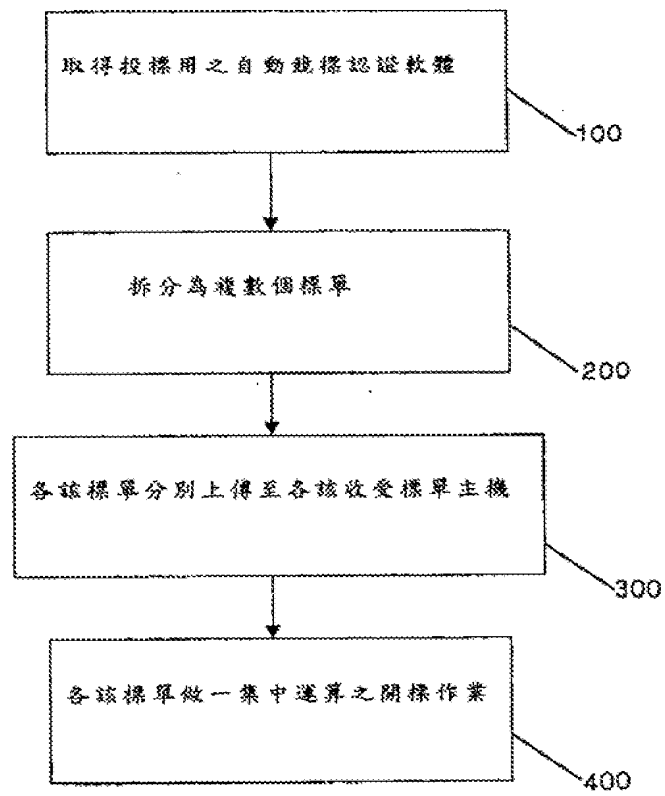 取得投標用之自動競標認證軟體
100
拆分為複數個標單
200
各該標單分別上傳至各該收受標單主機
300
各該標單做一集中運算之開標作業
400